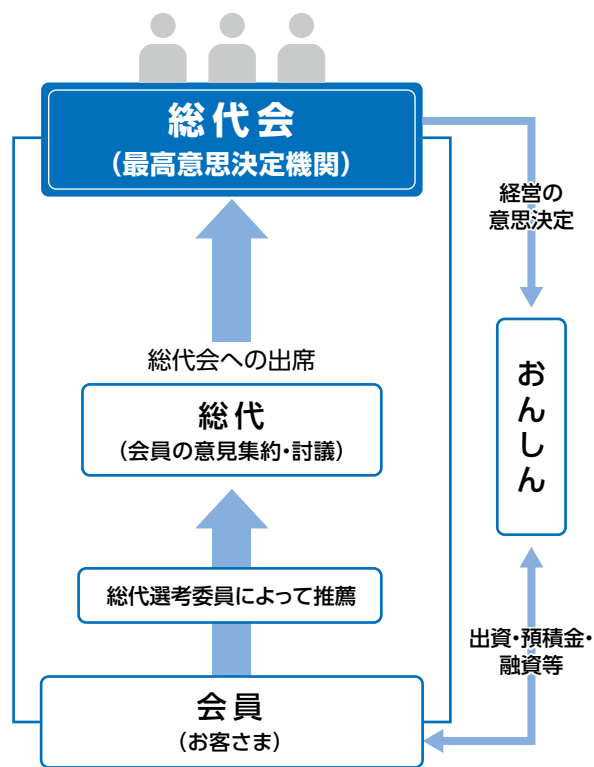 総代会
（最高意思決定機関）
経営の
意思決定
総代会への出席
総代
（会員の意見集約・討議）
おんしん
総代選考委員によって推薦
出資・預積金・
融資等
会員
（お客さま）